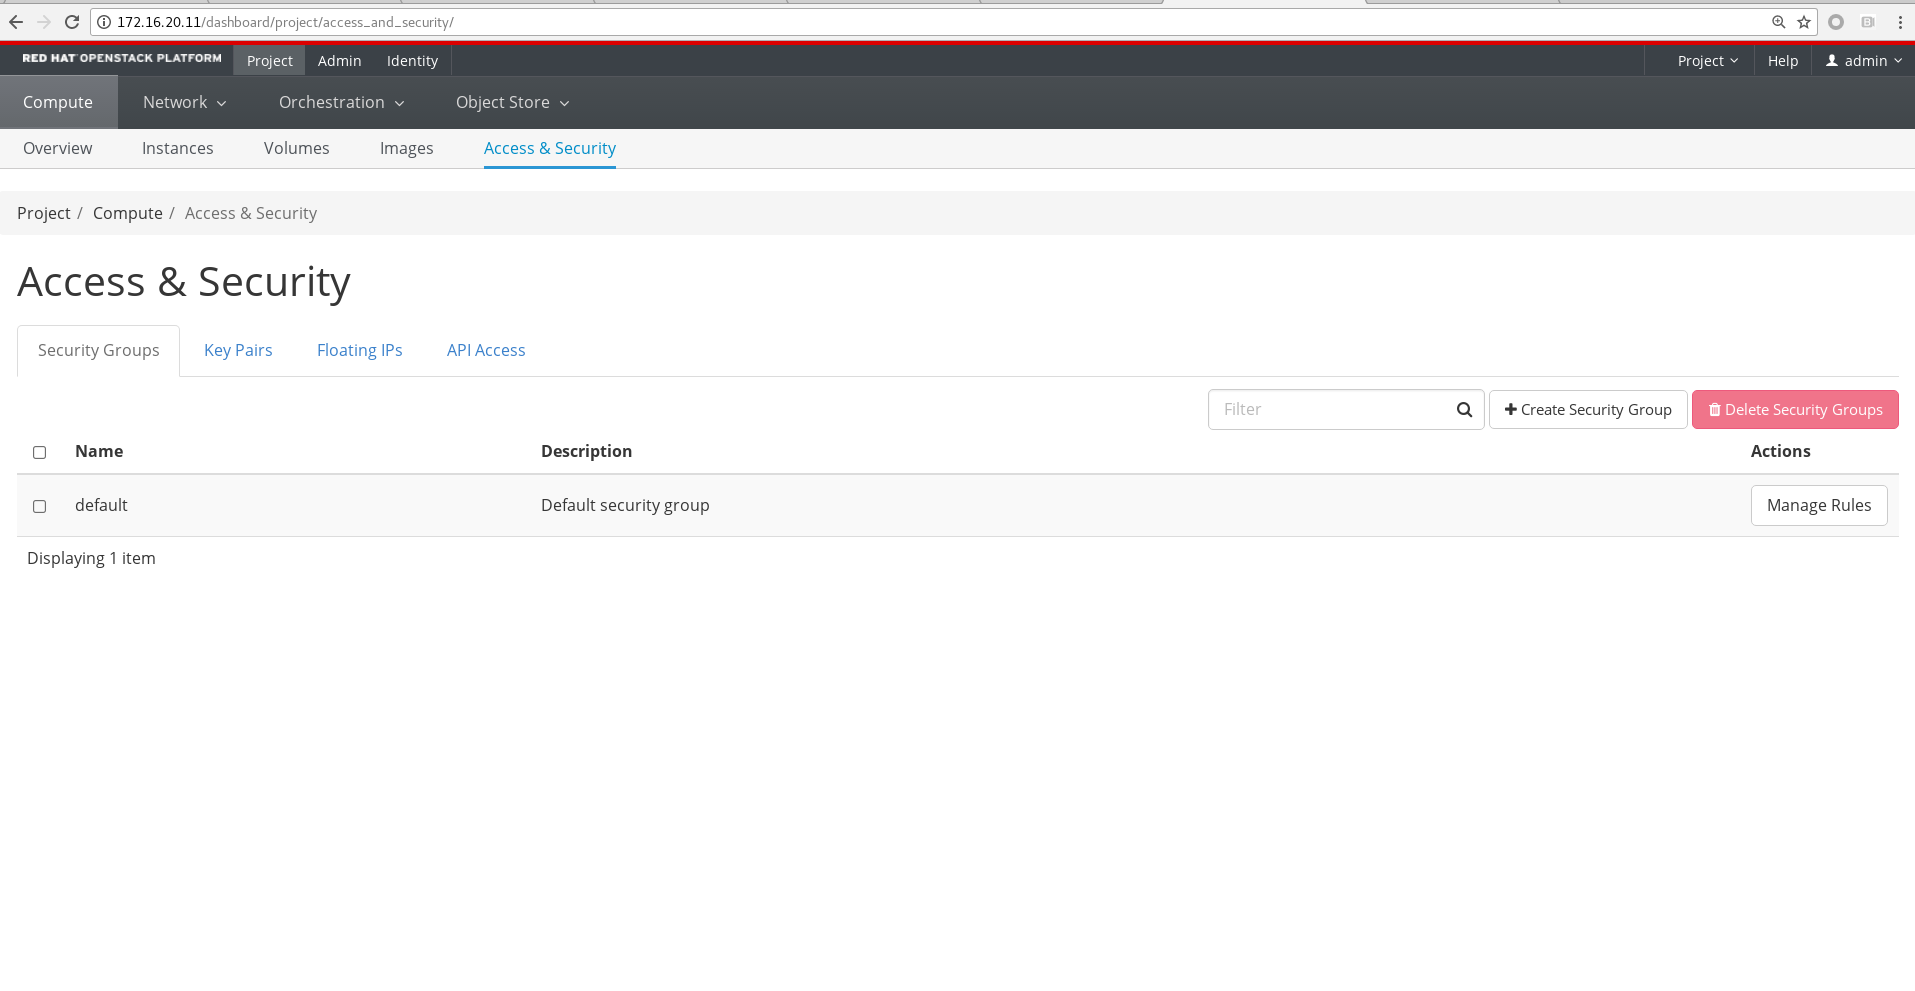 172.16.20.11/dashboard/project/access_and_security/
RED HAT OPENSTACK PLATFORM Project Admin Identity Project Help admin
Compute Network Orchestration Object Store
Overview Instances Volumes Images Access & Security
Project / Compute / Access & Security
Access & Security
Security Groups Key Pairs Floating IPs API Access
Filter Create Security Group Delete Security Groups
Name Description Actions
default Default security group Manage Rules
Displaying 1 item